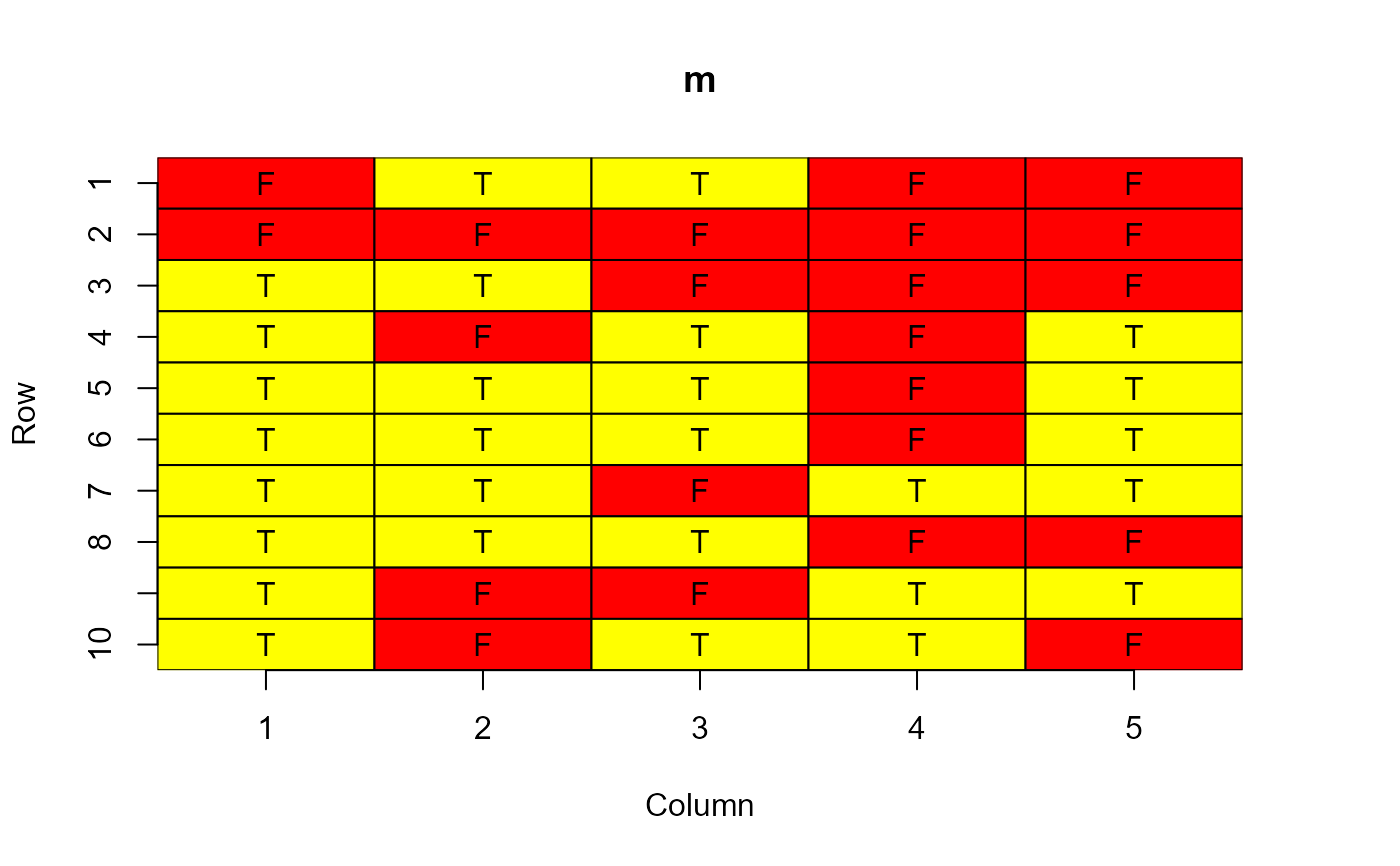 m
1 F T T F F
2 F F F F F
3 T T F F F
4 T F T F T
5 T T T F T
6 T T T F T
7 T T F T T
8 T T T F F
T F F T T
10 T F T T F
Row
1 2 3 4 5
Column